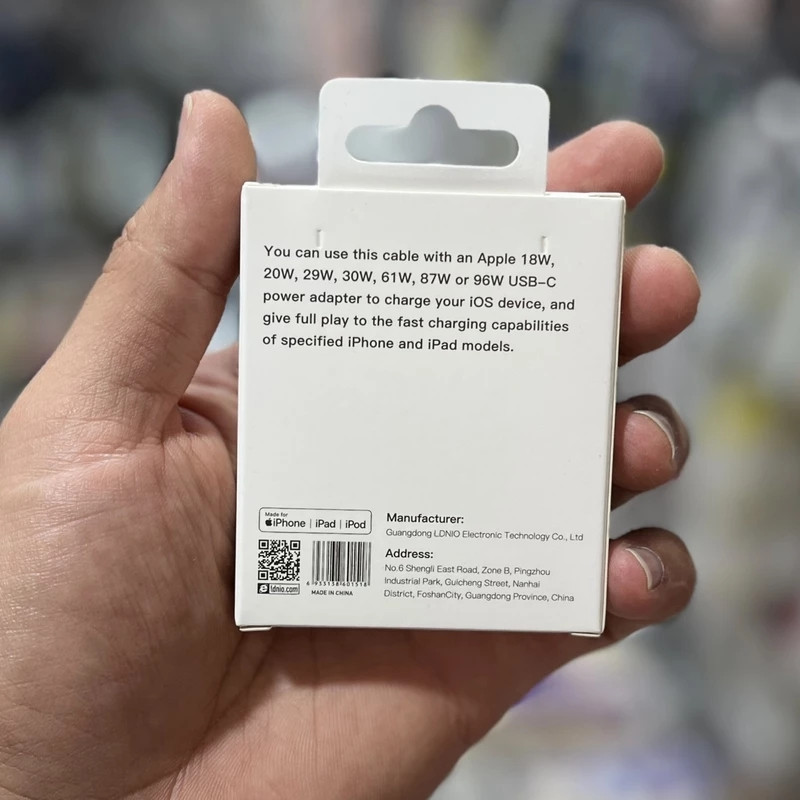 You can use this cable with an Apple 18W,
20W, 29W, 30W, 61W, 87W or 96W USB-C
power adapter to charge your iOS device, and
give full play to the fast charging capabilities
of specified iPhone and iPad models.
Made for
iPhone | iPad | iPod
ldnio.com
6 933138 601518
MADE IN CHINA
Manufacturer:
Guangdong LDNIO Electronic Technology Co., Ltd
Address:
No.6 Shengli East Road, Zone B, Pingzhou
Industrial Park, Guicheng Street, Nanhai
District, FoshanCity, Guangdong Province, China